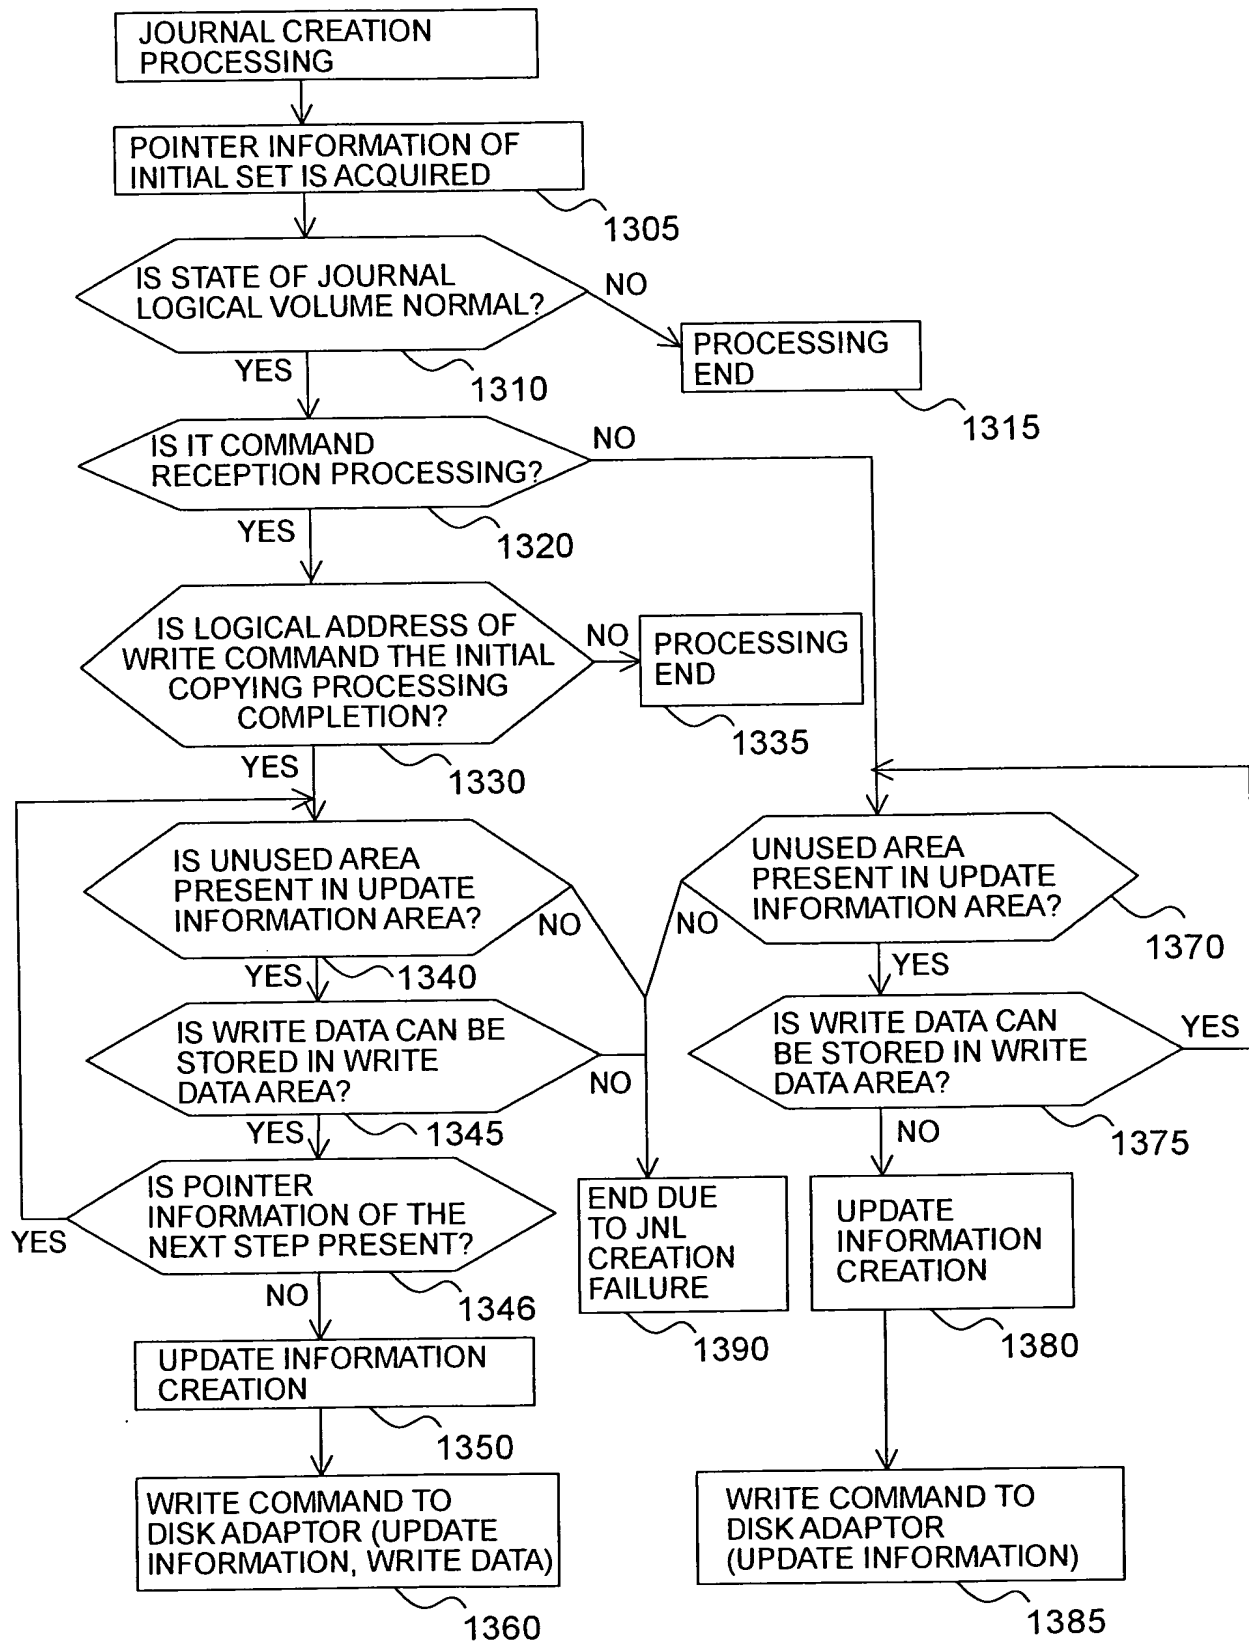 JOURNAL CREATION
PROCESSING
POINTER INFORMATION OF
INITIAL SET IS ACQUIRED
1305
IS STATE OF JOURNAL
LOGICAL VOLUME NORMAL?
NO
YES
1310
PROCESSING
END
1315
IS IT COMMAND
RECEPTION PROCESSING?
NO
YES
1320
IS LOGICAL ADDRESS OF
WRITE COMMAND THE INITIAL
COPYING PROCESSING
COMPLETION?
NO
YES
1330
PROCESSING
END
1335
IS UNUSED AREA
PRESENT IN UPDATE
INFORMATION AREA?
NO
YES
1340
UNUSED AREA
PRESENT IN UPDATE
INFORMATION AREA?
NO
YES
1370
IS WRITE DATA CAN BE
STORED IN WRITE
DATA AREA?
NO
YES
1345
IS WRITE DATA CAN
BE STORED IN WRITE
DATA AREA?
YES
NO
1375
IS POINTER
INFORMATION OF THE
NEXT STEP PRESENT?
YES
NO
1346
END DUE
TO JNL
CREATION
FAILURE
1390
UPDATE
INFORMATION
CREATION
1380
UPDATE INFORMATION
CREATION
1350
WRITE COMMAND TO
DISK ADAPTOR (UPDATE
INFORMATION, WRITE DATA)
1360
WRITE COMMAND TO
DISK ADAPTOR
(UPDATE INFORMATION)
1385